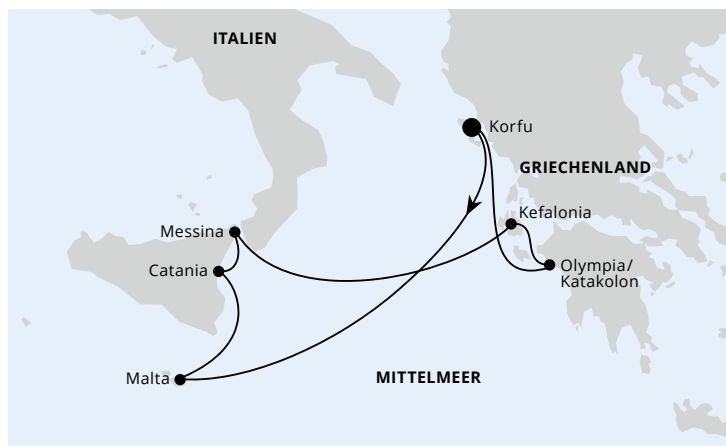 ITALIEN
Korfu
GRIECHENLAND
Kefalonia
Messina
Catania
Olympia/
Katakolon
Malta
MITTELMEER